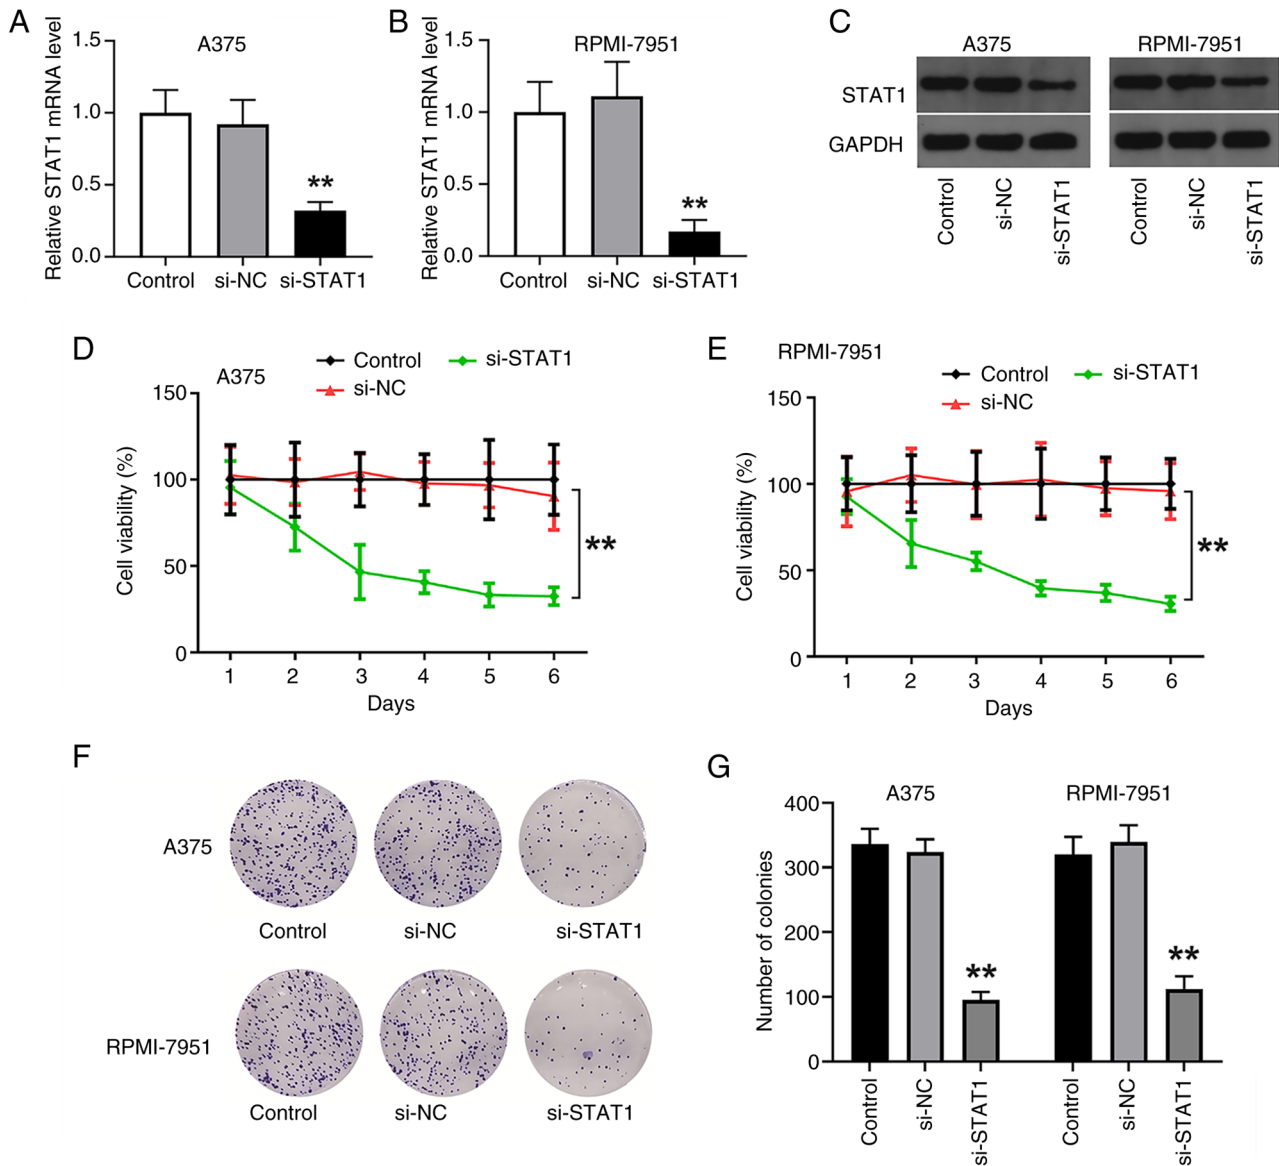 A
A375
Relative STAT1 mRNA level
1.5
1.0
0.5
0.0
**
Control si-NC si-STAT1
B
RPMI-7951
Relative STAT1 mRNA level
1.5
1.0
0.5
0.0
**
Control si-NC si-STAT1
C
A375 RPMI-7951
STAT1
GAPDH
Control
si-NC
si-STAT1
Control
si-NC
si-STAT1
D
A375
Control si-STAT1
si-NC
Cell viability (%)
150
100
50
0
**
1 2 3 4 5 6
Days
E
RPMI-7951
Control si-STAT1
si-NC
Cell viability (%)
150
100
50
0
**
1 2 3 4 5 6
Days
F
A375
Control si-NC si-STAT1
RPMI-7951
Control si-NC si-STAT1
G
A375 RPMI-7951
Number of colonies
400
300
200
100
0
**
**
Control
si-NC
si-STAT1
Control
si-NC
si-STAT1